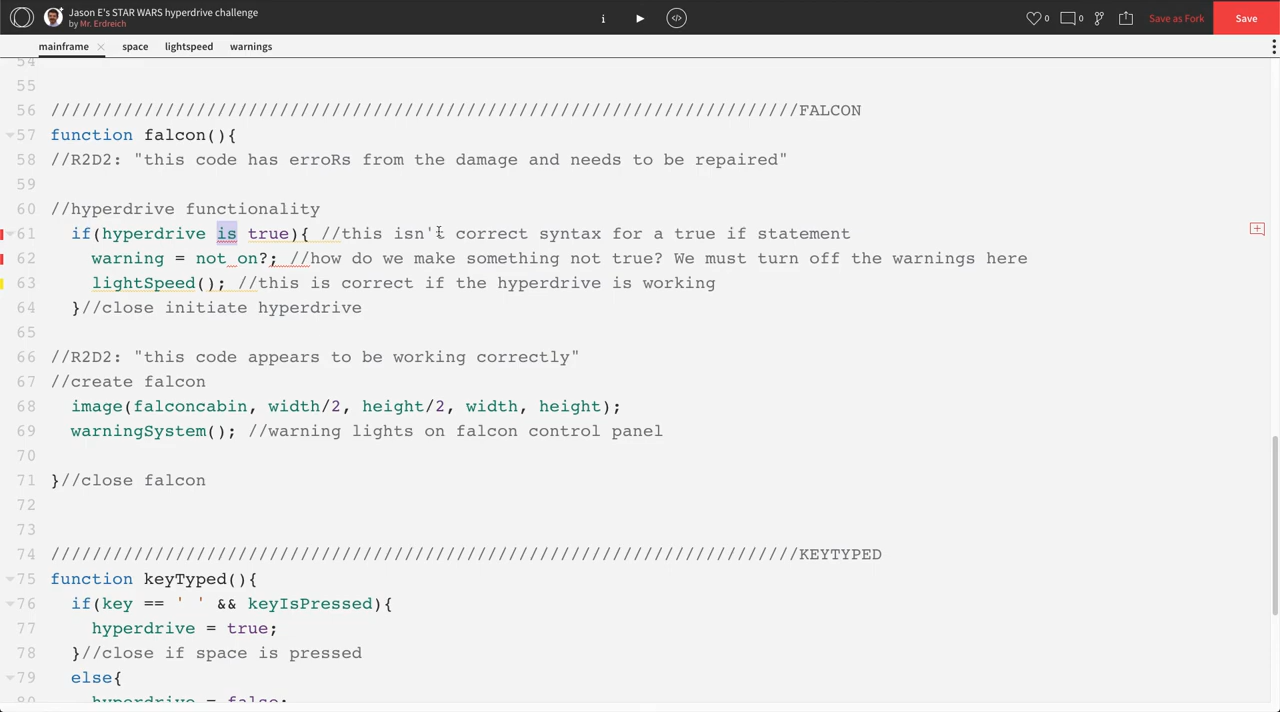 Jason E's STAR WARS hyperdrive challenge
by Mr. Erdreich
i
</>
0
0
Save as Fork
Save
mainframe
space
lightspeed
warnings
54
55
56 ////////////////////////////////////////////////////////////////////////FALCON
57 function falcon(){
58 //R2D2: "this code has erroRs from the damage and needs to be repaired"
59
60 //hyperdrive functionality
61 if(hyperdrive is true){ //this isn't correct syntax for a true if statement
62 warning = not on?; //how do we make something not true? We must turn off the warnings here
63 lightSpeed(); //this is correct if the hyperdrive is working
64 }//close initiate hyperdrive
65
66 //R2D2: "this code appears to be working correctly"
67 //create falcon
68 image(falconcabin, width/2, height/2, width, height);
69 warningSystem(); //warning lights on falcon control panel
70
71 }//close falcon
72
73
74 ////////////////////////////////////////////////////////////////////////KEYTYPED
75 function keyTyped(){
76 if(key == ' ' && keyIsPressed){
77 hyperdrive = true;
78 }//close if space is pressed
79 else{
80 hyperdrive = false;